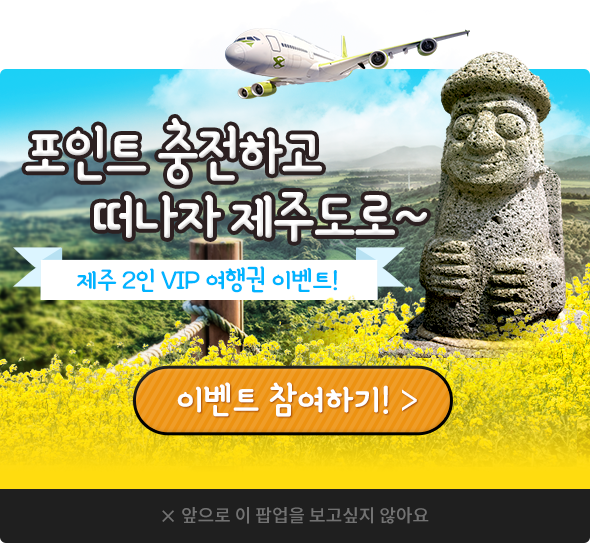 포인트 충전하고
떠나자 제주도로~
제주 2인 VIP 여행권 이벤트!
이벤트 참여하기! >
× 앞으로 이 팝업을 보고싶지 않아요